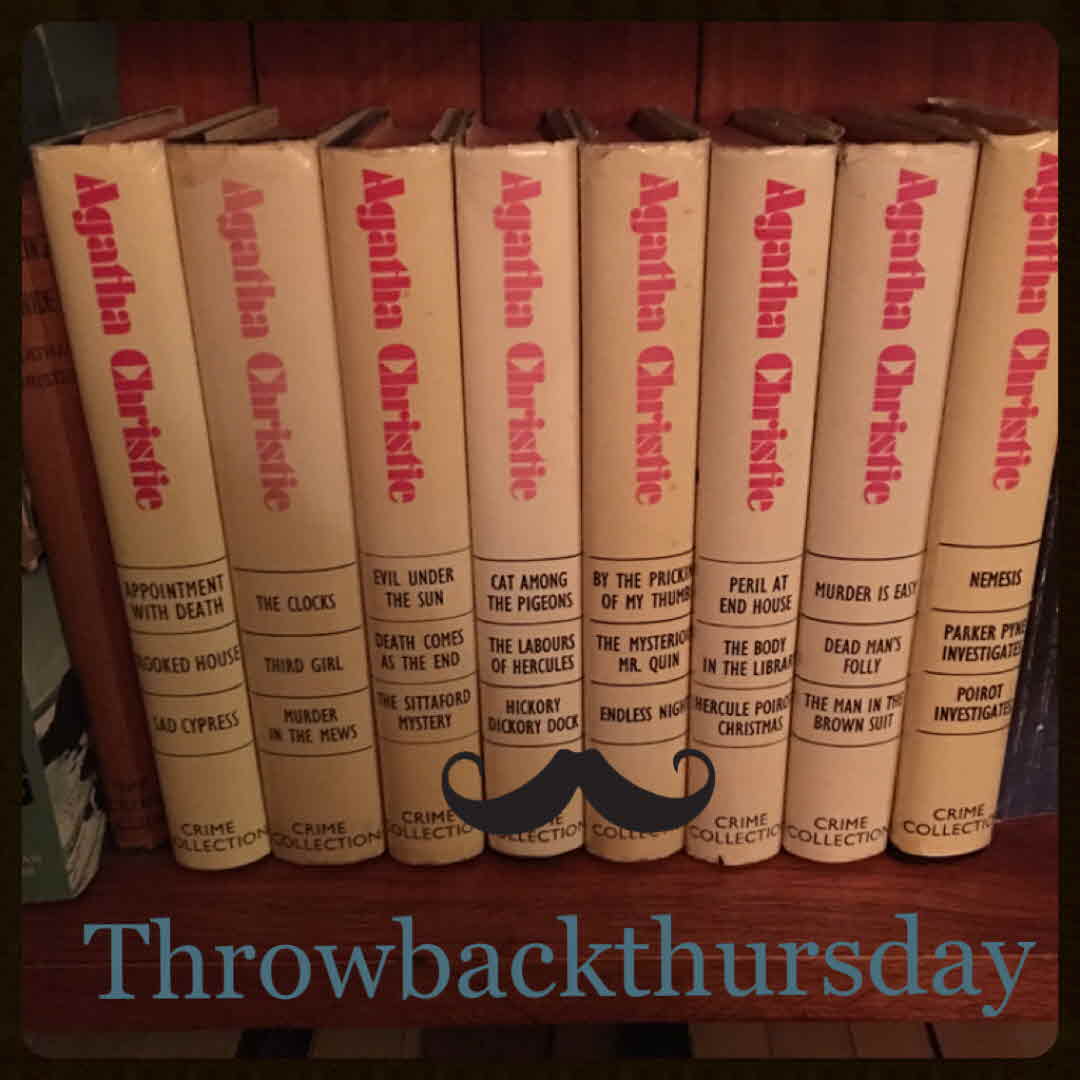 Agatha Christie
APPOINTMENT
WITH DEATH
ROOKED HOUSE
SAD CYPRESS
CRIME
COLLECTION
Agatha Christie
THE CLOCKS
THIRD GIRL
MURDER
IN THE MEWS
CRIME
COLLECTION
Agatha Christie
EVIL UNDER
THE SUN
DEATH COMES
AS THE END
THE SITTAFORD
MYSTERY
CRIME
COLLECTION
Agatha Christie
CAT AMONG
THE PIGEONS
THE LABOURS
OF HERCULES
HICKORY
DICKORY DOCK
COLLECTION
Agatha Christie
BY THE PRICKIN
OF MY THUMB
THE MYSTERIO
MR. QUIN
ENDLESS NIGH
Agatha Christie
PERIL AT
END HOUSE
THE BODY
IN THE LIBRAR
HERCULE POIRO
CHRISTMAS
CRIME
COLLECTION
Agatha Christie
MURDER IS EASY
DEAD MAN'S
FOLLY
THE MAN IN THE
BROWN SUIT
CRIME
COLLECTION
Agatha Christie
NEMESIS
PARKER PYNE
INVESTIGATE
POIROT
INVESTIGATE
CRIME
COLLECTION
Throwbackthursday